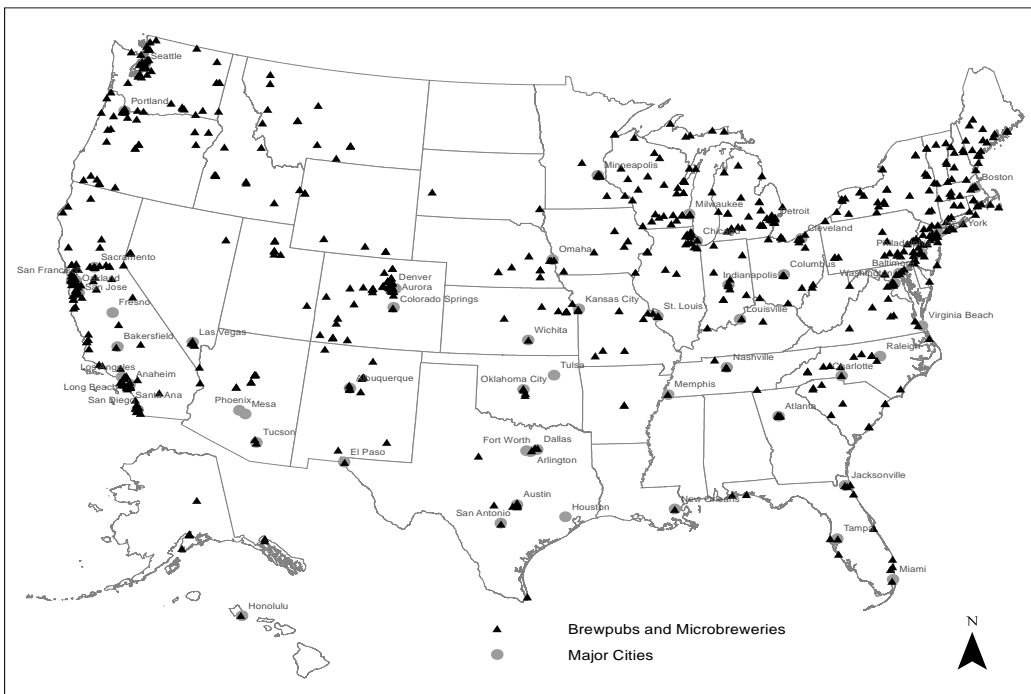 Seattle
Portland
Minneapolis
Boston
Milwaukee
Detroit
York
Chicago
Cleveland
Sacramento
Omaha
Philadelphia
San Francisco
Denver
Columbus
Baltimore
Oakland
Aurora
Indianapolis
Washington
San Jose
Colorado Springs
Kansas City
St. Louis
Fresno
Louisville
Virginia Beach
Las Vegas
Wichita
Bakersfield
Raleigh
Nashville
Charlotte
Los Angeles
Anaheim
Tulsa
Albuquerque
Oklahoma City
Long Beach
Memphis
Santa Ana
San Diego
Phoenix
Mesa
Atlanta
Tucson
Fort Worth
Dallas
El Paso
Arlington
Jacksonville
Austin
New Orleans
San Antonio
Houston
Tampa
Miami
Honolulu
N
Brewpubs and Microbreweries
Major Cities